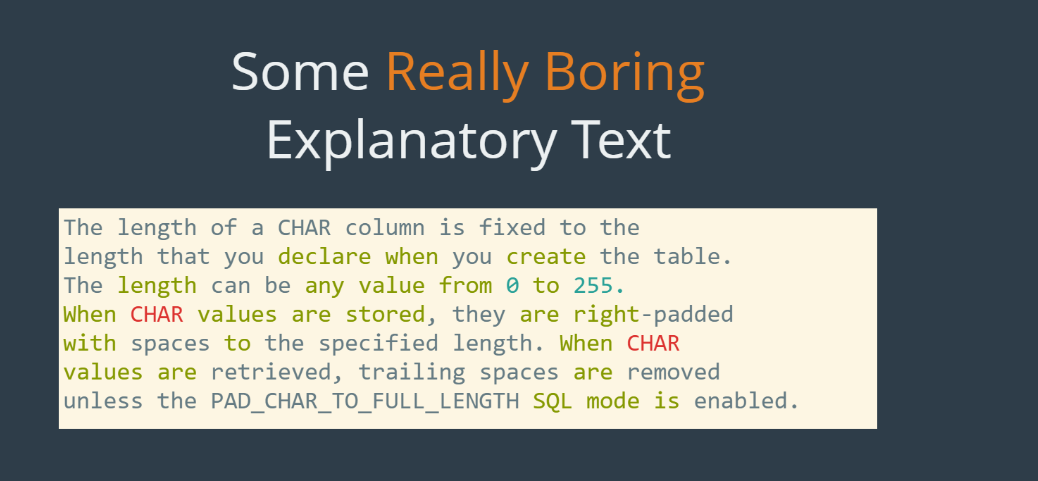 Some Really Boring
Explanatory Text
The length of a CHAR column is fixed to the
length that you declare when you create the table.
The length can be any value from 0 to 255.
When CHAR values are stored, they are right-padded
with spaces to the specified length. When CHAR
values are retrieved, trailing spaces are removed
unless the PAD_CHAR_TO_FULL_LENGTH SQL mode is enabled.